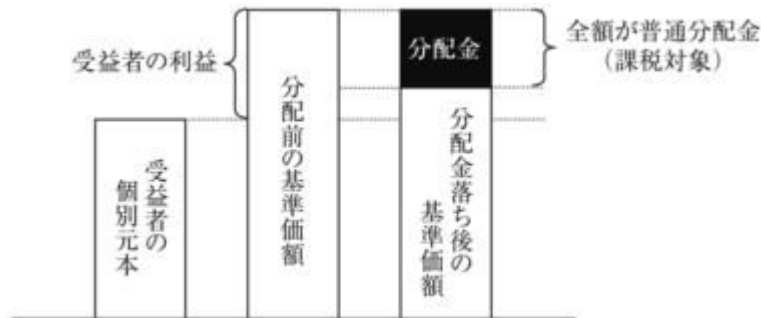 受益者の利益
受益者の
個別元本
分配前の基準価額
分配金
分配金落ち後の
基準価額
全額が普通分配金
（課税対象）